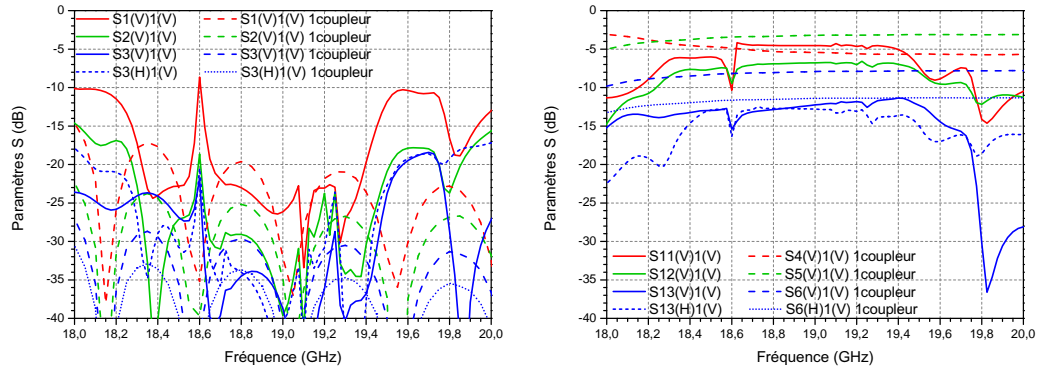 0
-5
-10
-15
-20
-25
-30
-35
-40
Paramètres S (dB)
S1(V)1(V)
S2(V)1(V)
S3(V)1(V)
S3(H)1(V)
S1(V)1(V) 1coupleur
S2(V)1(V) 1coupleur
S3(V)1(V) 1coupleur
S3(H)1(V) 1coupleur
18,0 18,2 18,4 18,6 18,8 19,0 19,2 19,4 19,6 19,8 20,0
Fréquence (GHz)
0
-5
-10
-15
-20
-25
-30
-35
-40
Paramètres S (dB)
S11(V)1(V)
S12(V)1(V)
S13(V)1(V)
S13(H)1(V)
S4(V)1(V) 1coupleur
S5(V)1(V) 1coupleur
S6(V)1(V) 1coupleur
S6(H)1(V) 1coupleur
18,0 18,2 18,4 18,6 18,8 19,0 19,2 19,4 19,6 19,8 20,0
Fréquence (GHz)